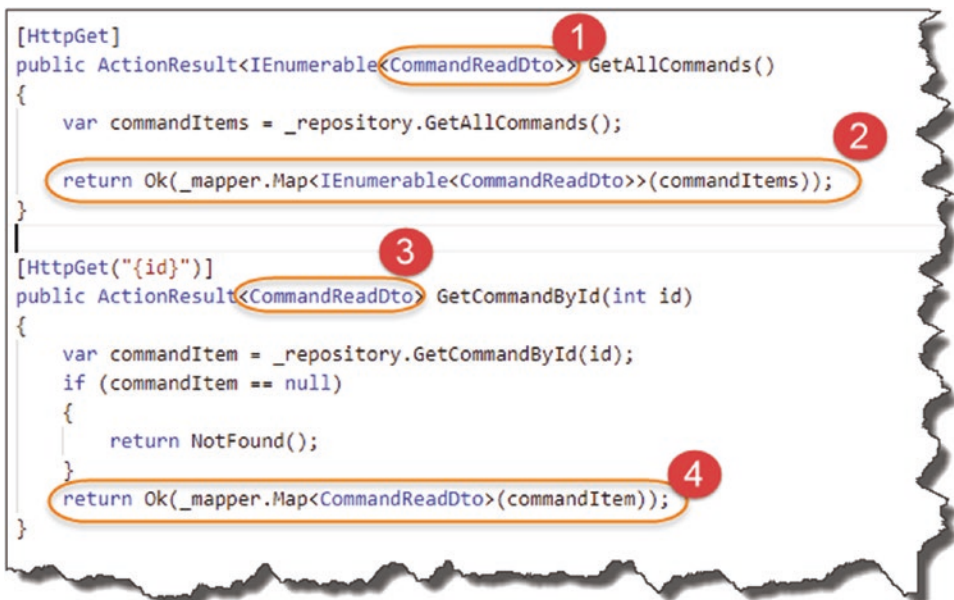 [HttpGet]
1
public ActionResult<IEnumerable<CommandReadDto>> GetAllCommands()
{
    var commandItems = _repository.GetAllCommands();
2
    return Ok(_mapper.Map<IEnumerable<CommandReadDto>>(commandItems));
}
3
[HttpGet("{id}")]
public ActionResult<CommandReadDto> GetCommandById(int id)
{
    var commandItem = _repository.GetCommandById(id);
    if (commandItem == null)
    {
        return NotFound();
    }
4
    return Ok(_mapper.Map<CommandReadDto>(commandItem));
}